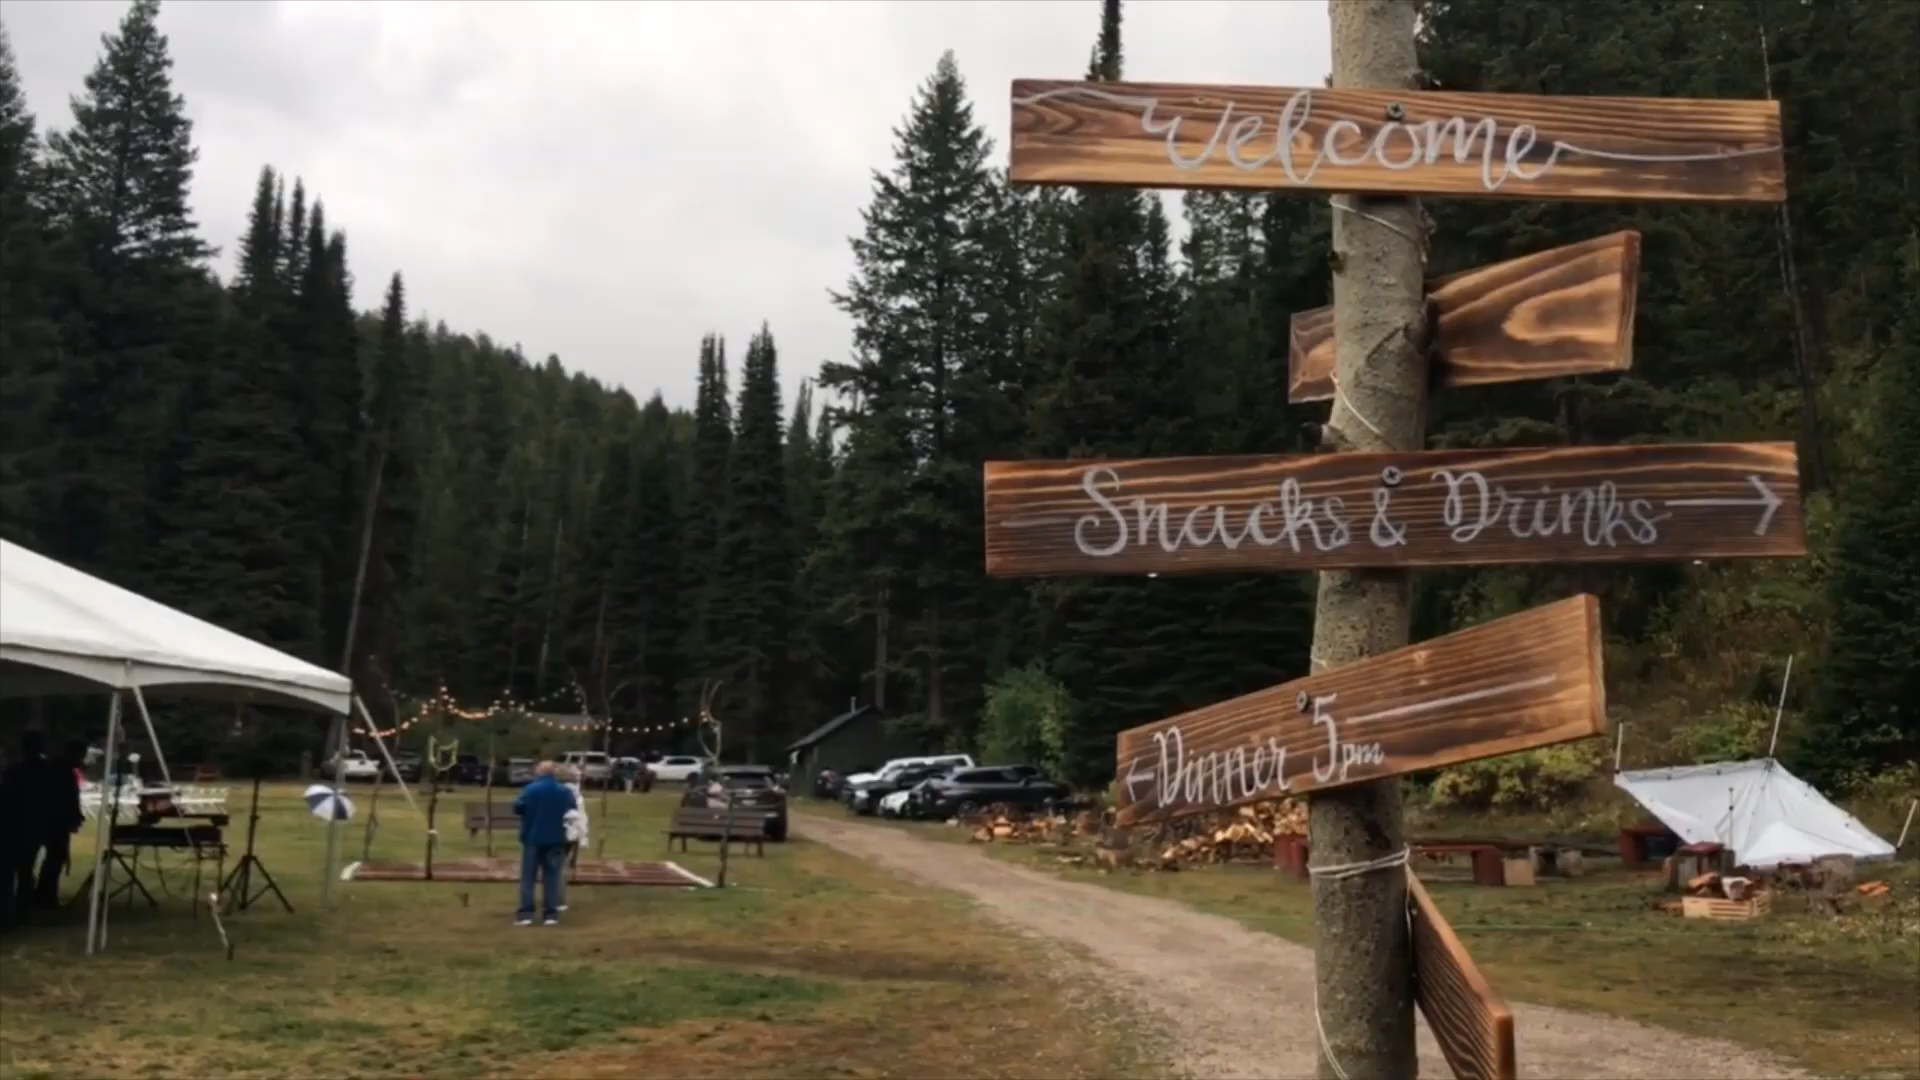 Welcome
Snacks & Drinks →
← Dinner 5pm